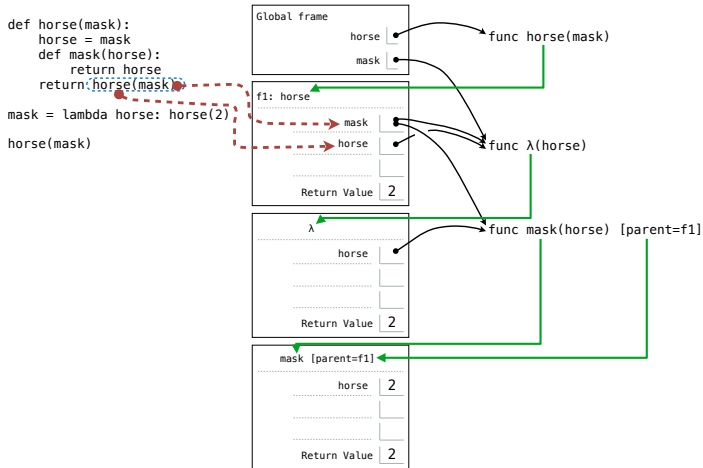 def horse(mask):
    horse = mask
    def mask(horse):
        return horse
    return horse(mask)
mask = lambda horse: horse(2)
horse(mask)
Global frame
horse
mask
func horse(mask)
f1: horse
mask
horse
Return Value 2
func λ(horse)
λ
horse
Return Value 2
func mask(horse) [parent=f1]
mask [parent=f1]
horse 2
Return Value 2